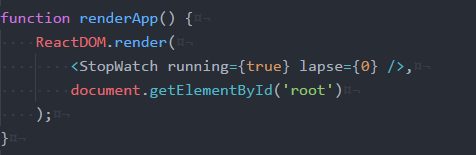 function renderApp() {
    ReactDOM.render(
        <StopWatch running={true} lapse={0} />,
        document.getElementById('root')
    );
}